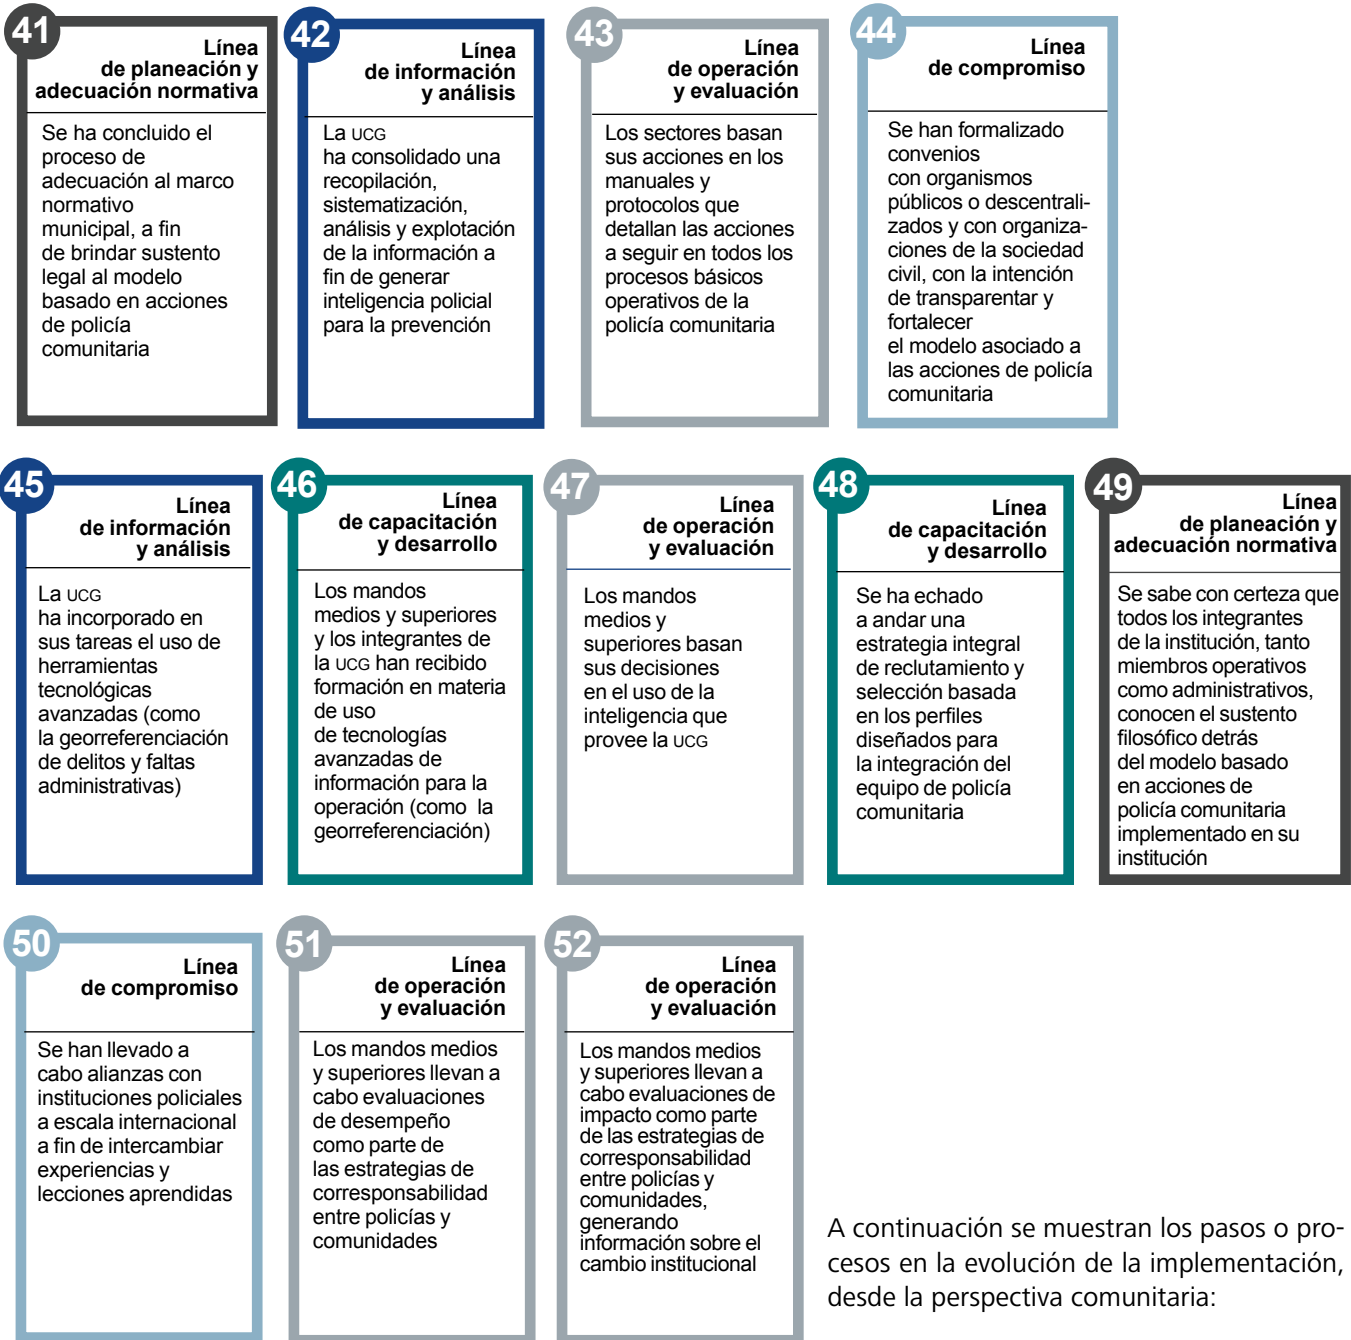 41
Línea
de planeación y
adecuación normativa
Se ha concluido el
proceso de
adecuación al marco
normativo
municipal, a fin
de brindar sustento
legal al modelo
basado en acciones
de policía
comunitaria
42
Línea
de información
y análisis
La UCG
ha consolidado una
recopilación,
sistematización,
análisis y explotación
de la información a
fin de generar
inteligencia policial
para la prevención
43
Línea
de operación
y evaluación
Los sectores basan
sus acciones en los
manuales y
protocolos que
detallan las acciones
a seguir en todos los
procesos básicos
operativos de la
policía comunitaria
44
Línea
de compromiso
Se han formalizado
convenios
con organismos
públicos o descentrali-
zados y con organiza-
ciones de la sociedad
civil, con la intención
de transparentar y
fortalecer
el modelo asociado a
las acciones de policía
comunitaria
45
Línea
de información
y análisis
La UCG
ha incorporado en
sus tareas el uso de
herramientas
tecnológicas
avanzadas (como
la georreferenciación
de delitos y faltas
administrativas)
46
Línea
de capacitación
y desarrollo
Los mandos
medios y superiores
y los integrantes de
la UCG han recibido
formación en materia
de uso
de tecnologías
avanzadas de
información para la
operación (como la
georreferenciación)
47
Línea
de operación
y evaluación
Los mandos
medios y
superiores basan
sus decisiones
en el uso de la
inteligencia que
provee la UCG
48
Línea
de capacitación
y desarrollo
Se ha echado
a andar una
estrategia integral
de reclutamiento y
selección basada
en los perfiles
diseñados para
la integración del
equipo de policía
comunitaria
49
Línea
de planeación y
adecuación normativa
Se sabe con certeza que
todos los integrantes
de la institución, tanto
miembros operativos
como administrativos,
conocen el sustento
filosófico detrás
del modelo basado
en acciones de
policía comunitaria
implementado en su
institución
50
Línea
de compromiso
Se han llevado a
cabo alianzas con
instituciones policiales
a escala internacional
a fin de intercambiar
experiencias y
lecciones aprendidas
51
Línea
de operación
y evaluación
Los mandos medios
y superiores llevan a
cabo evaluaciones
de desempeño
como parte de
las estrategias de
corresponsabilidad
entre policías y
comunidades
52
Línea
de operación
y evaluación
Los mandos medios
y superiores llevan a
cabo evaluaciones de
impacto como parte
de las estrategias de
corresponsabilidad
entre policías y
comunidades,
generando
información sobre el
cambio institucional
A continuación se muestran los pasos o pro-
cesos en la evolución de la implementación,
desde la perspectiva comunitaria: